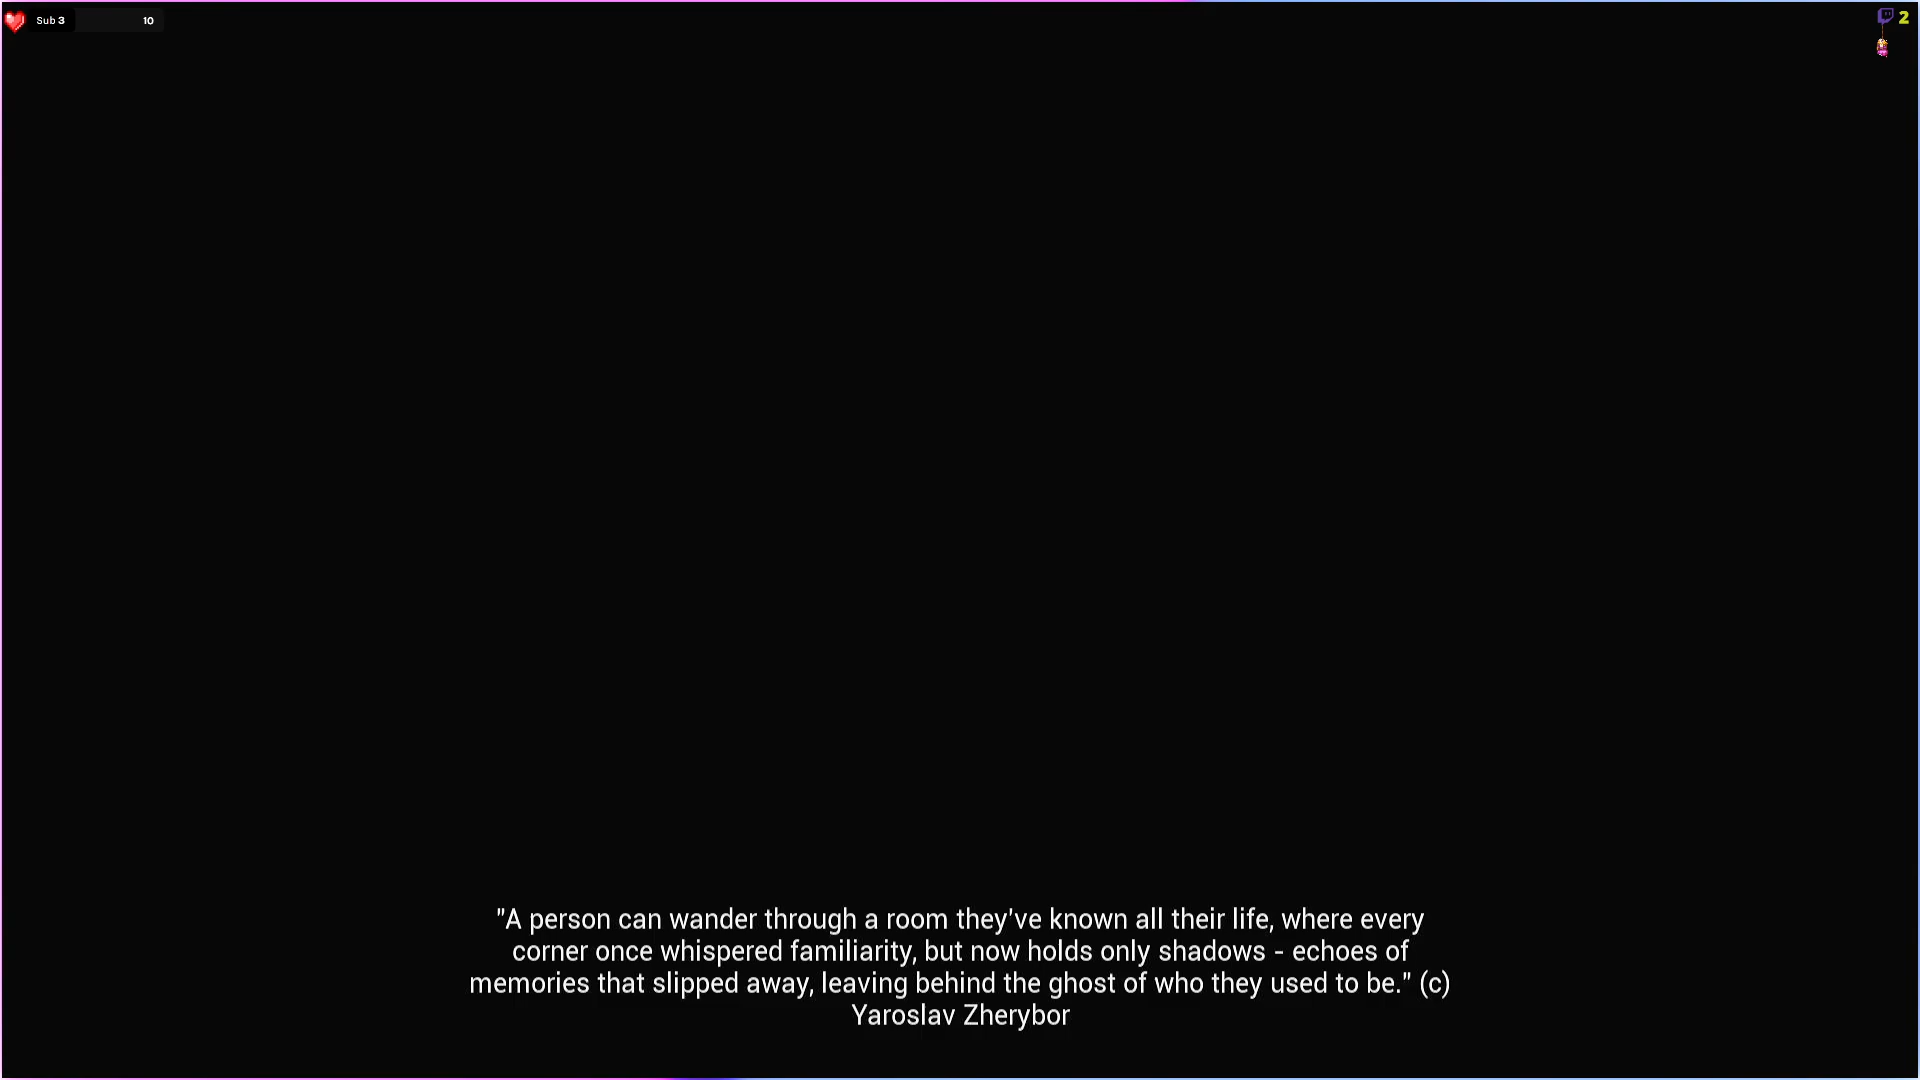 Sub 3 10
2
"A person can wander through a room they've known all their life, where every
corner once whispered familiarity, but now holds only shadows - echoes of
memories that slipped away, leaving behind the ghost of who they used to be." (c)
Yaroslav Zherybor